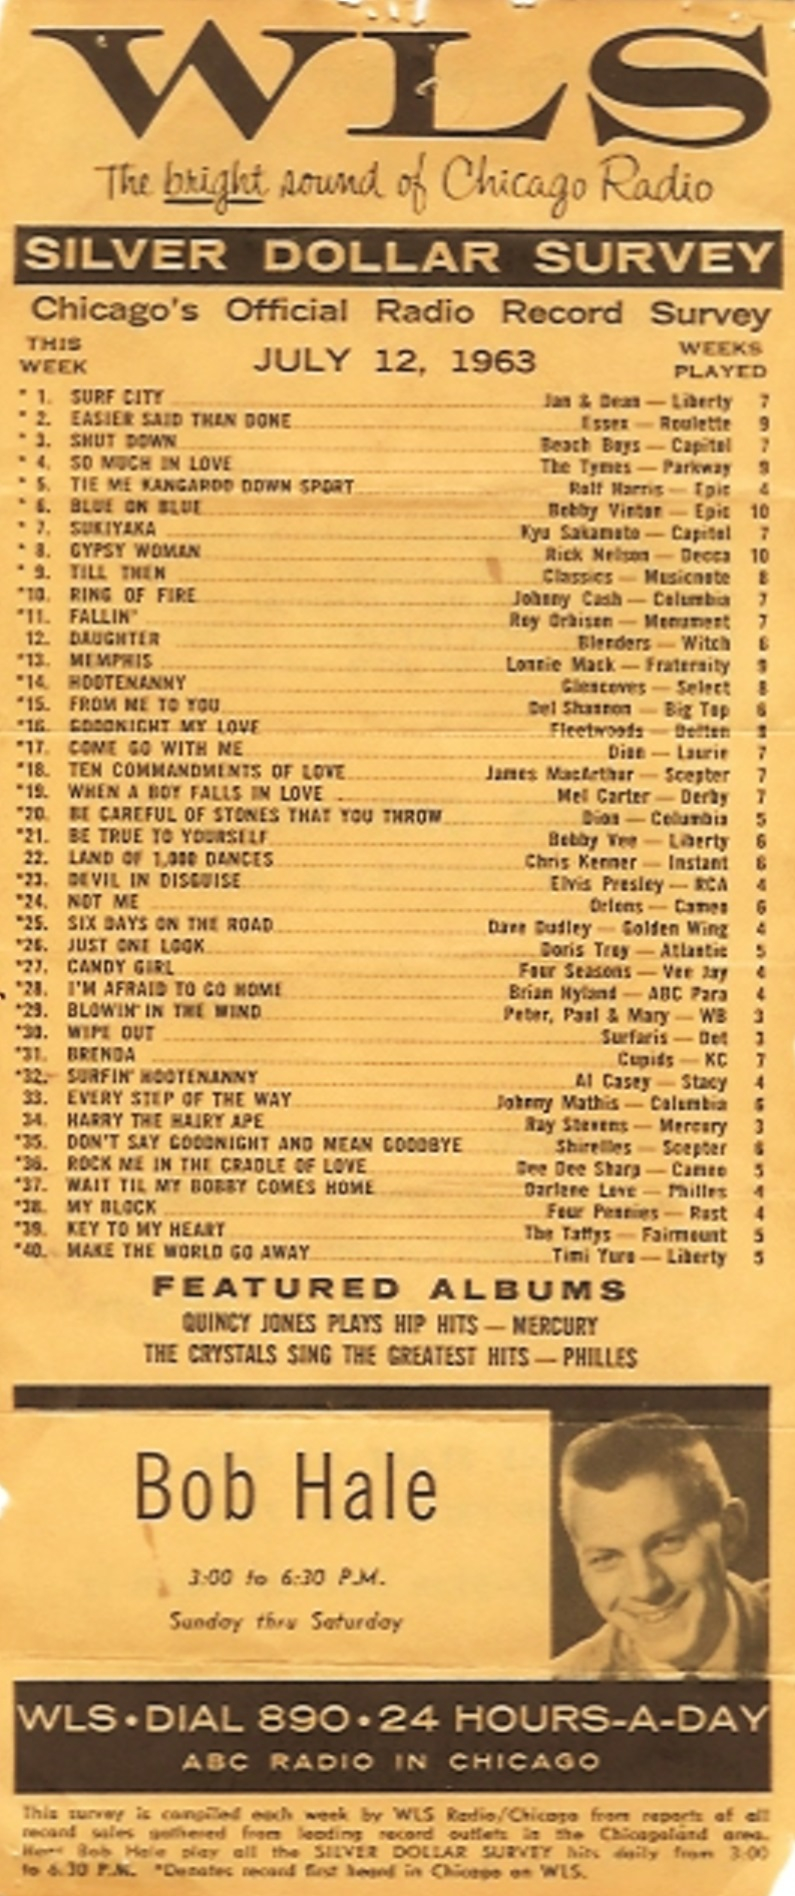 WLS
The bright sound of Chicago Radio
SILVER DOLLAR SURVEY
Chicago's Official Radio Record Survey
THIS WEEK JULY 12, 1963 WEEKS PLAYED
* 1. SURF CITY Jan & Dean — Liberty 7
* 2. EASIER SAID THAN DONE Essex — Roulette 9
* 3. SHUT DOWN Beach Boys — Capitol 7
* 4. SO MUCH IN LOVE The Tymes — Parkway 9
* 5. TIE ME KANGAROO DOWN SPORT Rolf Harris — Epic 4
* 6. BLUE ON BLUE Bobby Vinton — Epic 10
* 7. SUKIYAKA Kyu Sakamoto — Capitol 7
* 8. GYPSY WOMAN Rick Nelson — Decca 10
* 9. TILL THEN Classics — Musicnote 8
*10. RING OF FIRE Johnny Cash — Columbia 7
*11. FALLIN' Roy Orbison — Monument 7
12. DAUGHTER Blenders — Witch 6
*13. MEMPHIS Lonnie Mack — Fraternity 9
*14. HOOTENANNY Glencoves — Select 8
*15. FROM ME TO YOU Del Shannon — Big Top 6
*16. GOODNIGHT MY LOVE Fleetwoods — Dolton 8
*17. COME GO WITH ME Dion — Laurie 7
*18. TEN COMMANDMENTS OF LOVE James MacArthur — Scepter 7
*19. WHEN A BOY FALLS IN LOVE Mel Carter — Derby 7
*20. BE CAREFUL OF STONES THAT YOU THROW Dion — Columbia 5
*21. BE TRUE TO YOURSELF Bobby Vee — Liberty 6
22. LAND OF 1,000 DANCES Chris Kenner — Instant 6
*23. DEVIL IN DISGUISE Elvis Presley — RCA 4
*24. NOT ME Orlons — Cameo 6
*25. SIX DAYS ON THE ROAD Dave Dudley — Golden Wing 4
*26. JUST ONE LOOK Doris Troy — Atlantic 5
*27. CANDY GIRL Four Seasons — Vee Jay 4
*28. I'M AFRAID TO GO HOME Brian Hyland — ABC Para 4
*29. BLOWIN' IN THE WIND Peter, Paul & Mary — WB 3
*30. WIPE OUT Surfaris — Dot 3
*31. BRENDA Cupids — KC 7
*32. SURFIN' HOOTENANNY Al Casey — Stacy 4
33. EVERY STEP OF THE WAY Johnny Mathis — Columbia 6
34. HARRY THE HAIRY APE Ray Stevens — Mercury 3
*35. DON'T SAY GOODNIGHT AND MEAN GOODBYE Shirelles — Scepter 6
*36. ROCK ME IN THE CRADLE OF LOVE Dee Dee Sharp — Cameo 5
*37. WAIT TIL MY BOBBY COMES HOME Darlene Love — Philles 4
*38. MY BLOCK Four Pennies — Rust 4
*39. KEY TO MY HEART The Taffys — Fairmount 5
*40. MAKE THE WORLD GO AWAY Timi Yuro — Liberty 5
FEATURED ALBUMS
QUINCY JONES PLAYS HIP HITS — MERCURY
THE CRYSTALS SING THE GREATEST HITS — PHILLES
Bob Hale
3:00 to 6:30 P.M.
Sunday thru Saturday
WLS • DIAL 890 • 24 HOURS-A-DAY
ABC RADIO IN CHICAGO
This survey is compiled each week by WLS Radio/Chicago from reports of all
record sales gathered from leading record outlets in the Chicagoland area.
Hear Bob Hale play all the SILVER DOLLAR SURVEY hits daily from 3:00
to 6:30 P.M. *Denotes record first heard in Chicago on WLS.